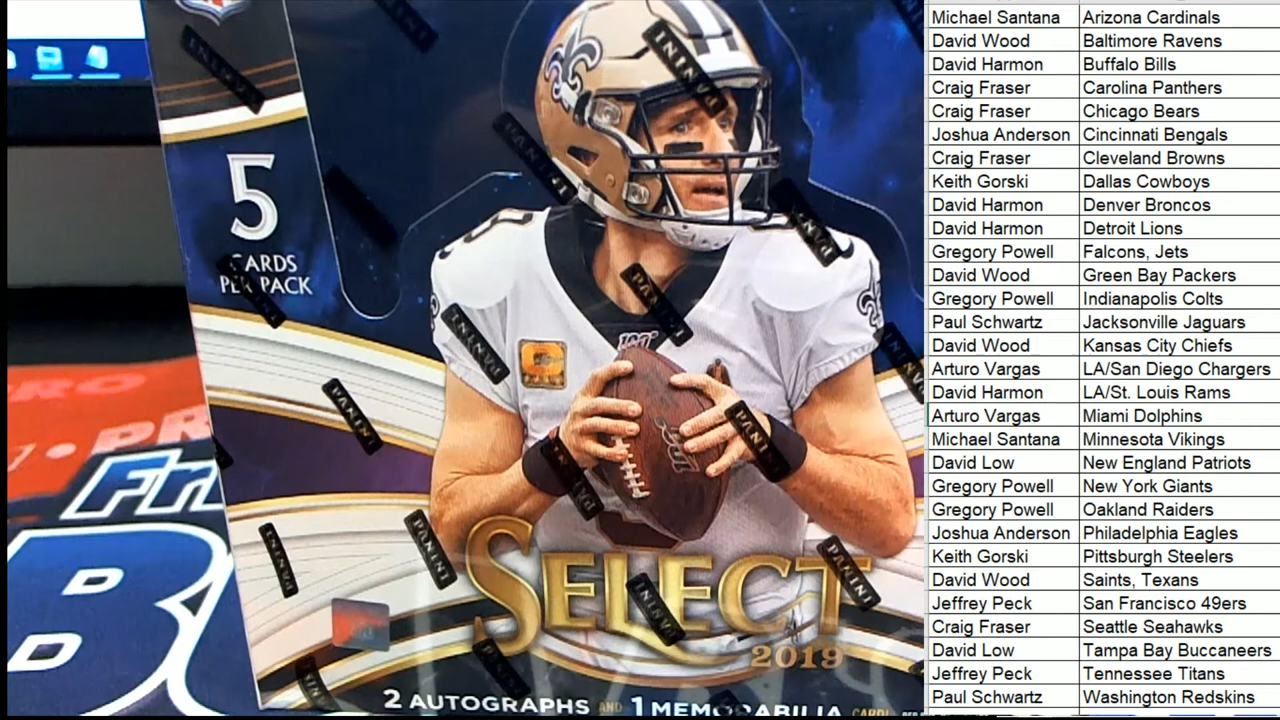 5
CARDS
PER PACK
PANINI
SELECT
2019
2 AUTOGRAPHS AND 1 MEMORABILIA CARD
Michael Santana Arizona Cardinals
David Wood Baltimore Ravens
David Harmon Buffalo Bills
Craig Fraser Carolina Panthers
Craig Fraser Chicago Bears
Joshua Anderson Cincinnati Bengals
Craig Fraser Cleveland Browns
Keith Gorski Dallas Cowboys
David Harmon Denver Broncos
David Harmon Detroit Lions
Gregory Powell Falcons, Jets
David Wood Green Bay Packers
Gregory Powell Indianapolis Colts
Paul Schwartz Jacksonville Jaguars
David Wood Kansas City Chiefs
Arturo Vargas LA/San Diego Chargers
David Harmon LA/St. Louis Rams
Arturo Vargas Miami Dolphins
Michael Santana Minnesota Vikings
David Low New England Patriots
Gregory Powell New York Giants
Gregory Powell Oakland Raiders
Joshua Anderson Philadelphia Eagles
Keith Gorski Pittsburgh Steelers
David Wood Saints, Texans
Jeffrey Peck San Francisco 49ers
Craig Fraser Seattle Seahawks
David Low Tampa Bay Buccaneers
Jeffrey Peck Tennessee Titans
Paul Schwartz Washington Redskins